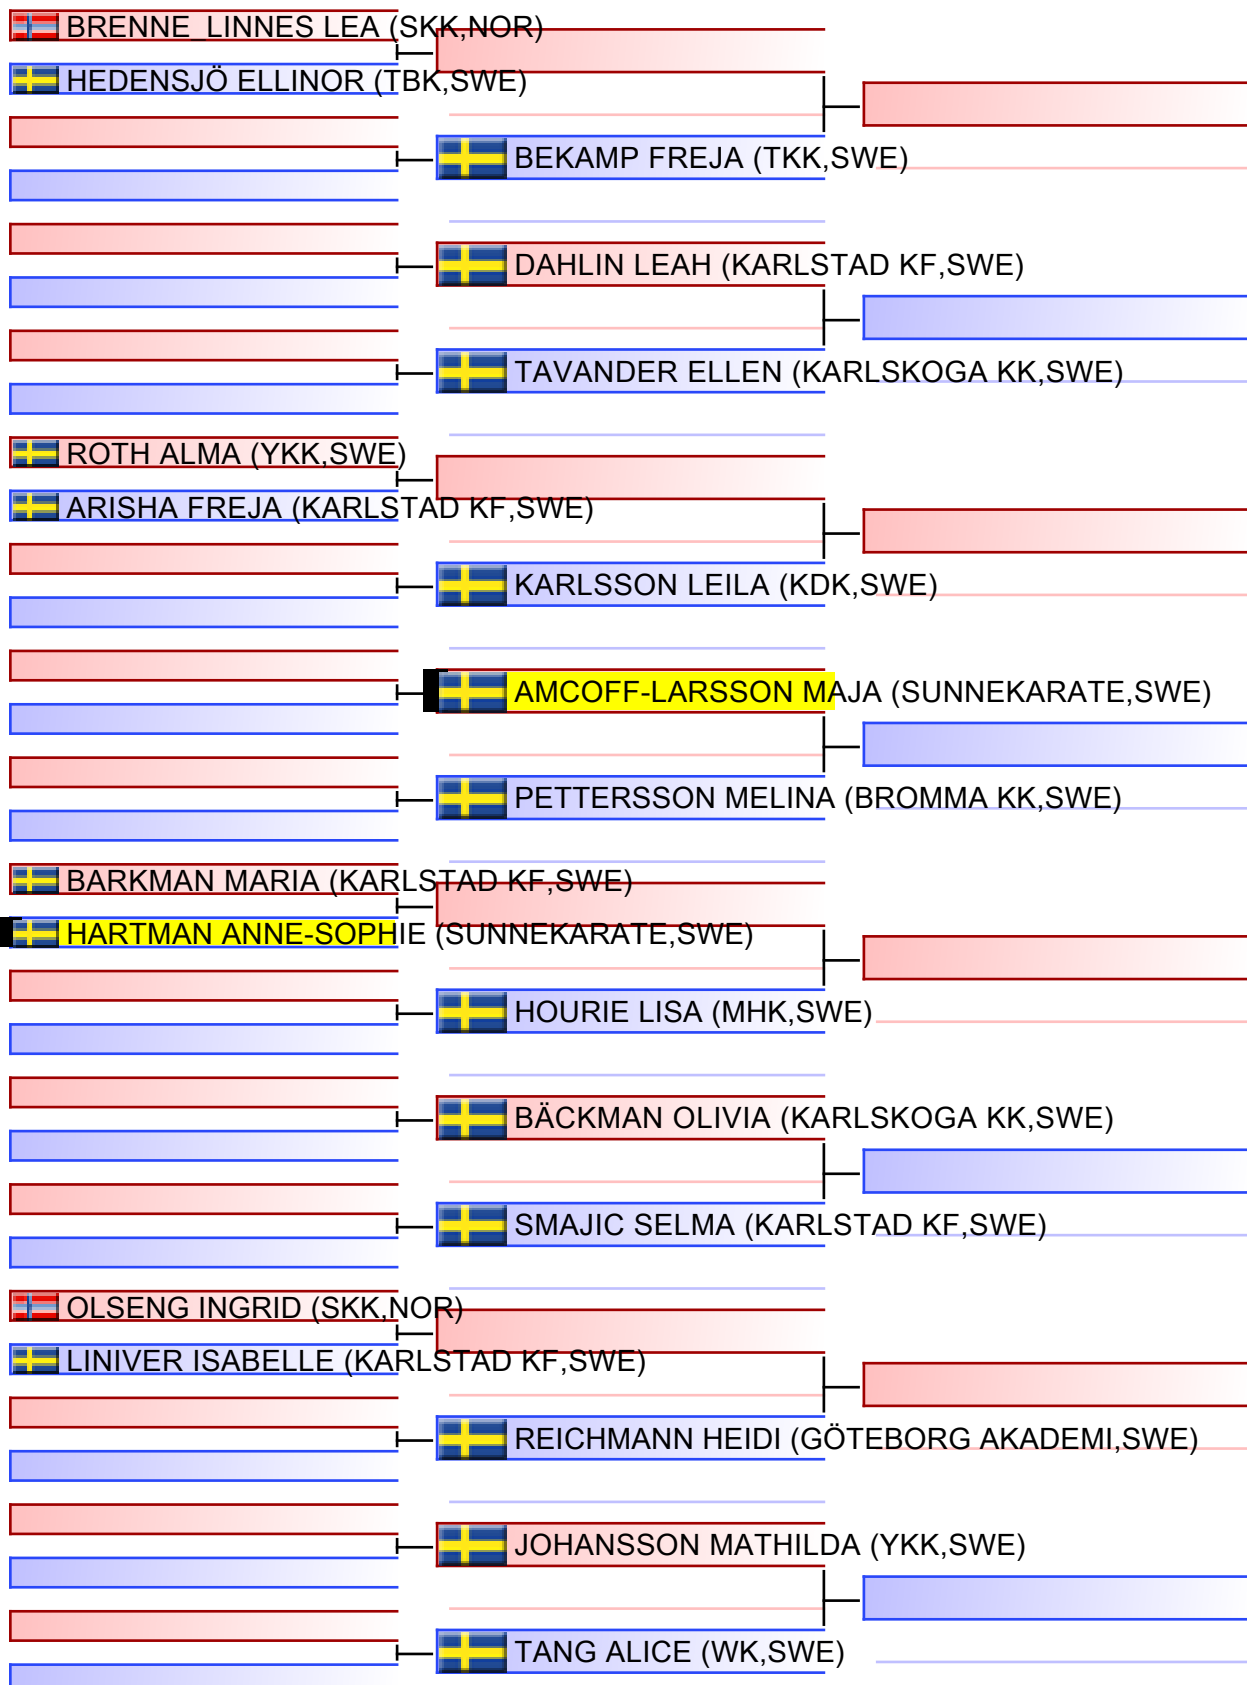 BRENNE_LINNES LEA (SKK,NOR)
HEDENSJÖ ELLINOR (TBK,SWE)
BEKAMP FREJA (TKK,SWE)
DAHLIN LEAH (KARLSTAD KF,SWE)
TAVANDER ELLEN (KARLSKOGA KK,SWE)
ROTH ALMA (YKK,SWE)
ARISHA FREJA (KARLSTAD KF,SWE)
KARLSSON LEILA (KDK,SWE)
AMCOFF-LARSSON MAJA (SUNNEKARATE,SWE)
PETTERSSON MELINA (BROMMA KK,SWE)
BARKMAN MARIA (KARLSTAD KF,SWE)
HARTMAN ANNE-SOPHIE (SUNNEKARATE,SWE)
HOURIE LISA (MHK,SWE)
BÄCKMAN OLIVIA (KARLSKOGA KK,SWE)
SMAJIC SELMA (KARLSTAD KF,SWE)
OLSENG INGRID (SKK,NOR)
LINIVER ISABELLE (KARLSTAD KF,SWE)
REICHMANN HEIDI (GÖTEBORG AKADEMI,SWE)
JOHANSSON MATHILDA (YKK,SWE)
TANG ALICE (WK,SWE)